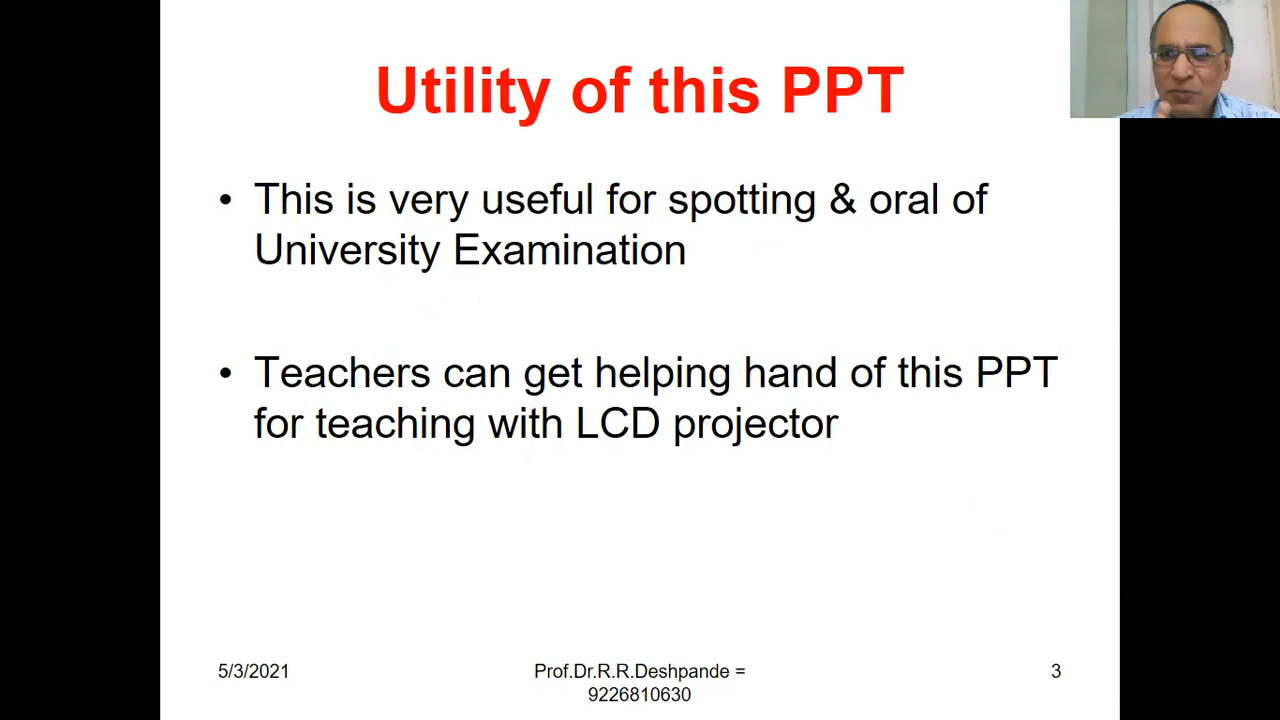 Utility of this PPT
• This is very useful for spotting & oral of
University Examination
• Teachers can get helping hand of this PPT
for teaching with LCD projector
5/3/2021
Prof.Dr.R.R.Deshpande =
9226810630
3